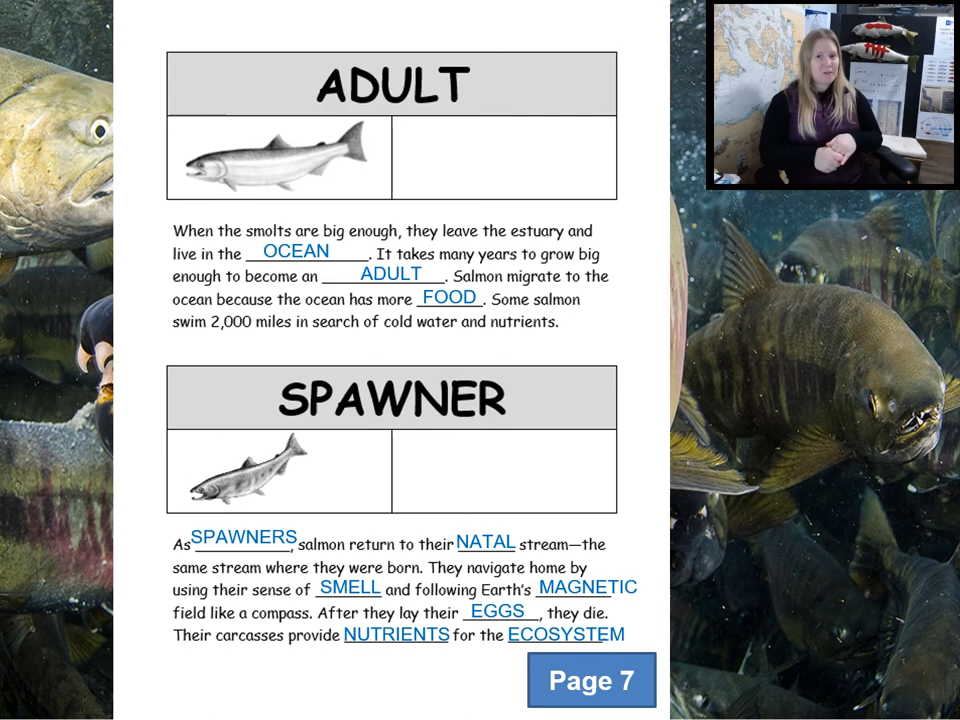 ADULT
When the smolts are big enough, they leave the estuary and
live in the OCEAN. It takes many years to grow big
enough to become an ADULT. Salmon migrate to the
ocean because the ocean has more FOOD. Some salmon
swim 2,000 miles in search of cold water and nutrients.
SPAWNER
As SPAWNERS, salmon return to their NATAL stream—the
same stream where they were born. They navigate home by
using their sense of SMELL and following Earth's MAGNETIC
field like a compass. After they lay their EGGS, they die.
Their carcasses provide NUTRIENTS for the ECOSYSTEM
Page 7